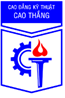 CAO ĐẲNG KỸ THUẬT
CAO THẮNG